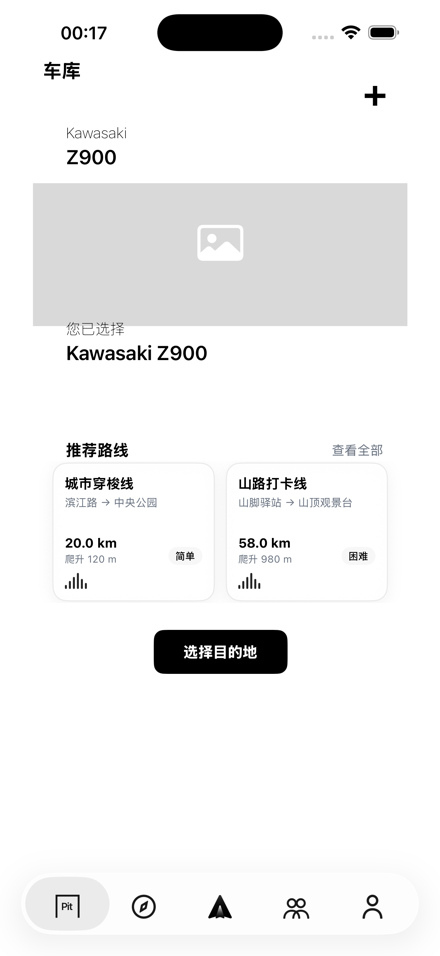 00:17
车库
Kawasaki
Z900
您已选择
Kawasaki Z900
推荐路线
查看全部
城市穿梭线
滨江路 → 中央公园
20.0 km
爬升 120 m
简单
山路打卡线
山脚驿站 → 山顶观景台
58.0 km
爬升 980 m
困难
选择目的地
Pit